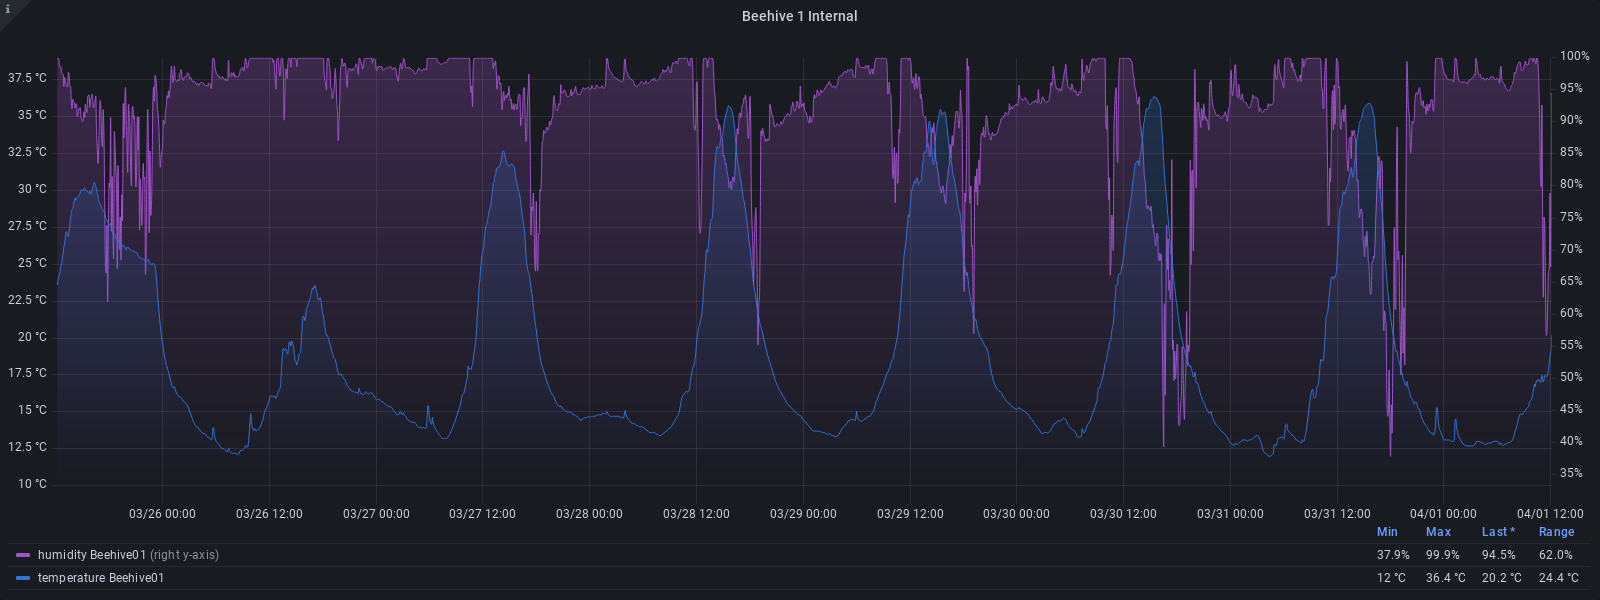 i
Beehive 1 Internal
37.5 °C
35 °C
32.5 °C
30 °C
27.5 °C
25 °C
22.5 °C
20 °C
17.5 °C
15 °C
12.5 °C
10 °C
100%
95%
90%
85%
80%
75%
70%
65%
60%
55%
50%
45%
40%
35%
03/26 00:00 03/26 12:00 03/27 00:00 03/27 12:00 03/28 00:00 03/28 12:00 03/29 00:00 03/29 12:00 03/30 00:00 03/30 12:00 03/31 00:00 03/31 12:00 04/01 00:00 04/01 12:00
Min Max Last * Range
humidity Beehive01 (right y-axis) 37.9% 99.9% 94.5% 62.0%
temperature Beehive01 12 °C 36.4 °C 20.2 °C 24.4 °C